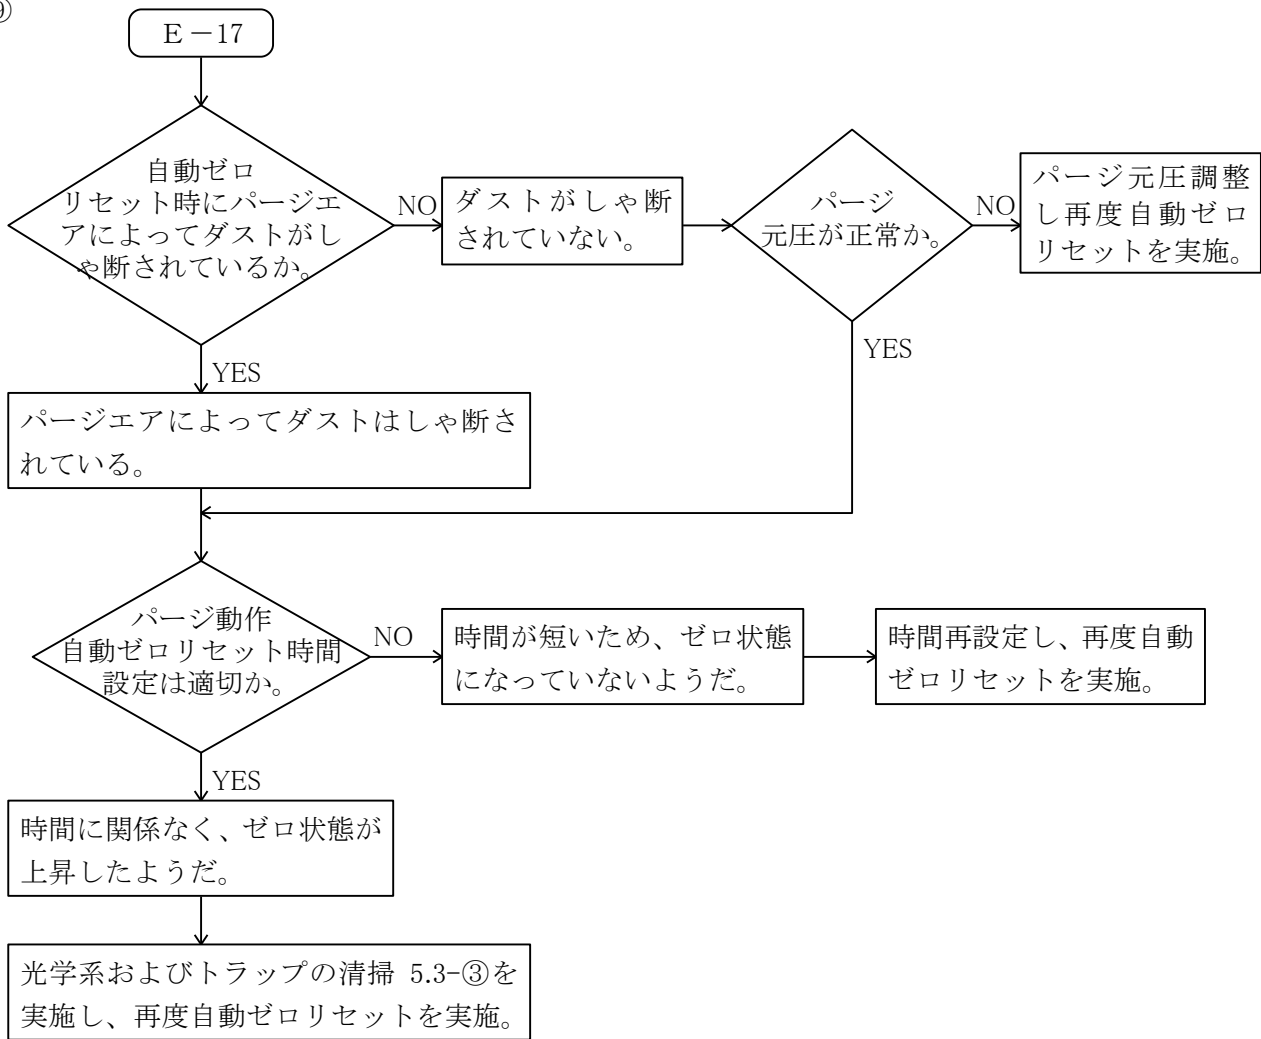 ⑨
E-17
自動ゼロ
リセット時にパージエ
アによってダストがし
ゃ断されているか。
NO
ダストがしゃ断
されていない。
パージ
元圧が正常か。
NO
パージ元圧調整
し再度自動ゼロ
リセットを実施。
YES
YES
パージエアによってダストはしゃ断さ
れている。
パージ動作
自動ゼロリセット時間
設定は適切か。
NO
時間が短いため、ゼロ状態
になっていないようだ。
時間再設定し、再度自動
ゼロリセットを実施。
YES
時間に関係なく、ゼロ状態が
上昇したようだ。
光学系およびトラップの清掃 5.3-③を
実施し、再度自動ゼロリセットを実施。